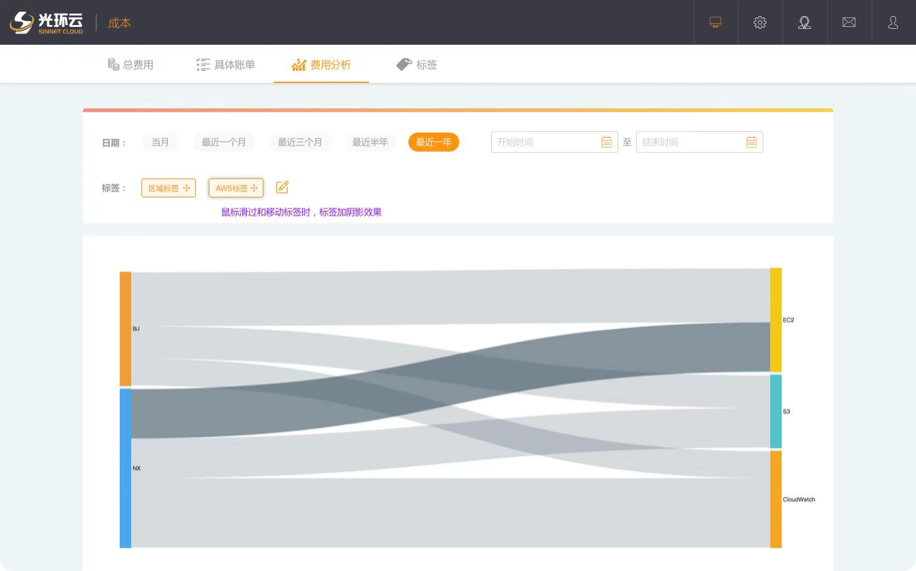 光环云 成本
SINNET CLOUD
总费用 具体账单 费用分析 标签
日期： 当月 最近一个月 最近三个月 最近半年 最近一年 开始时间 至 结束时间
标签： 区域标签 AWS标签
鼠标滑过和移动标签时，标签加阴影效果
EC2
BJ
S3
NX
CloudWatch